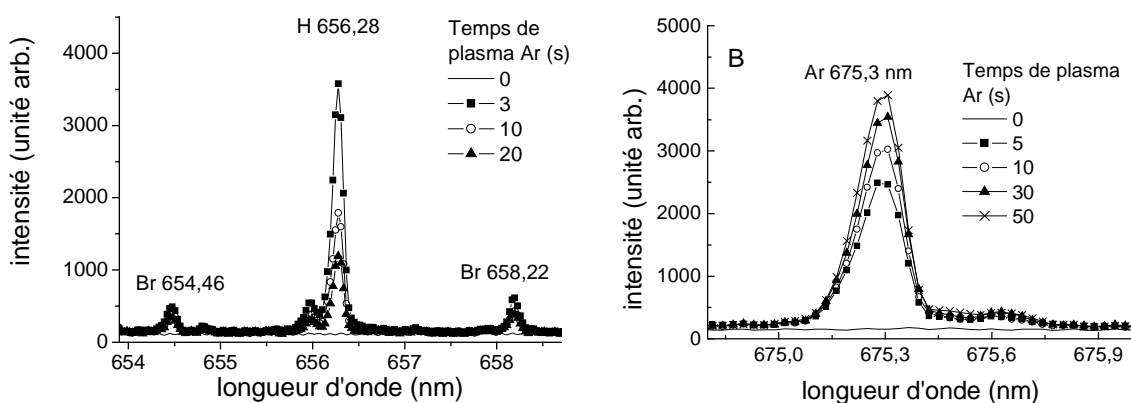 H 656,28
Temps de
plasma Ar (s)
0
3
10
20
4000
3000
2000
1000
0
intensité (unité arb.)
Br 654,46
Br 658,22
654
655
656
657
658
longueur d'onde (nm)
B
Ar 675,3 nm
Temps de plasma
Ar (s)
0
5
10
30
50
5000
4000
3000
2000
1000
0
intensité (unité arb.)
675,0
675,3
675,6
675,9
longueur d'onde (nm)